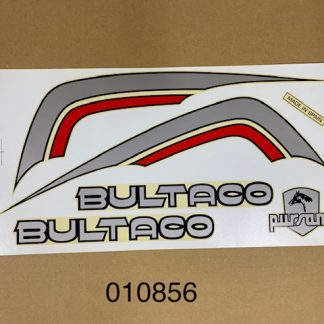 MADE IN SPAIN
BULTACO
BULTACO
pursang
010856